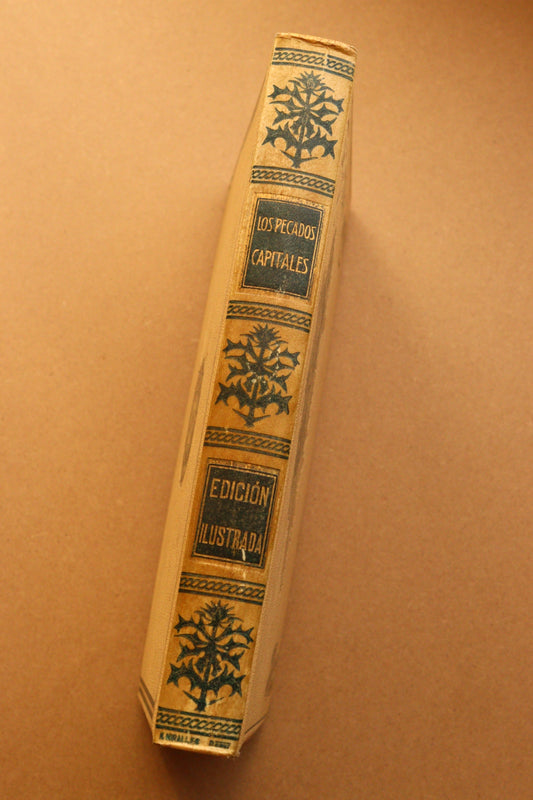 LOS PECADOS
CAPITALES
EDICIÓN
ILUSTRADA